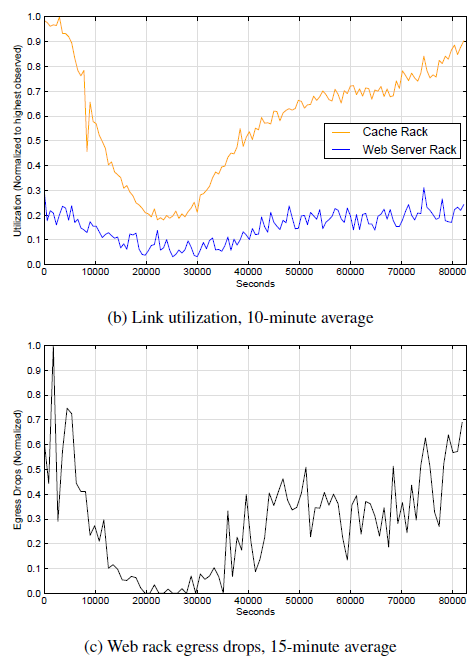 1.0
0.9
0.8
0.7
0.6
0.5
0.4
0.3
0.2
0.1
0.0
Utilization (Normalized to highest observed)
Cache Rack
Web Server Rack
0 10000 20000 30000 40000 50000 60000 70000 80000
Seconds
(b) Link utilization, 10-minute average
1.0
0.9
0.8
0.7
0.6
0.5
0.4
0.3
0.2
0.1
0.0
Egress Drops (Normalized)
0 10000 20000 30000 40000 50000 60000 70000 80000
Seconds
(c) Web rack egress drops, 15-minute average